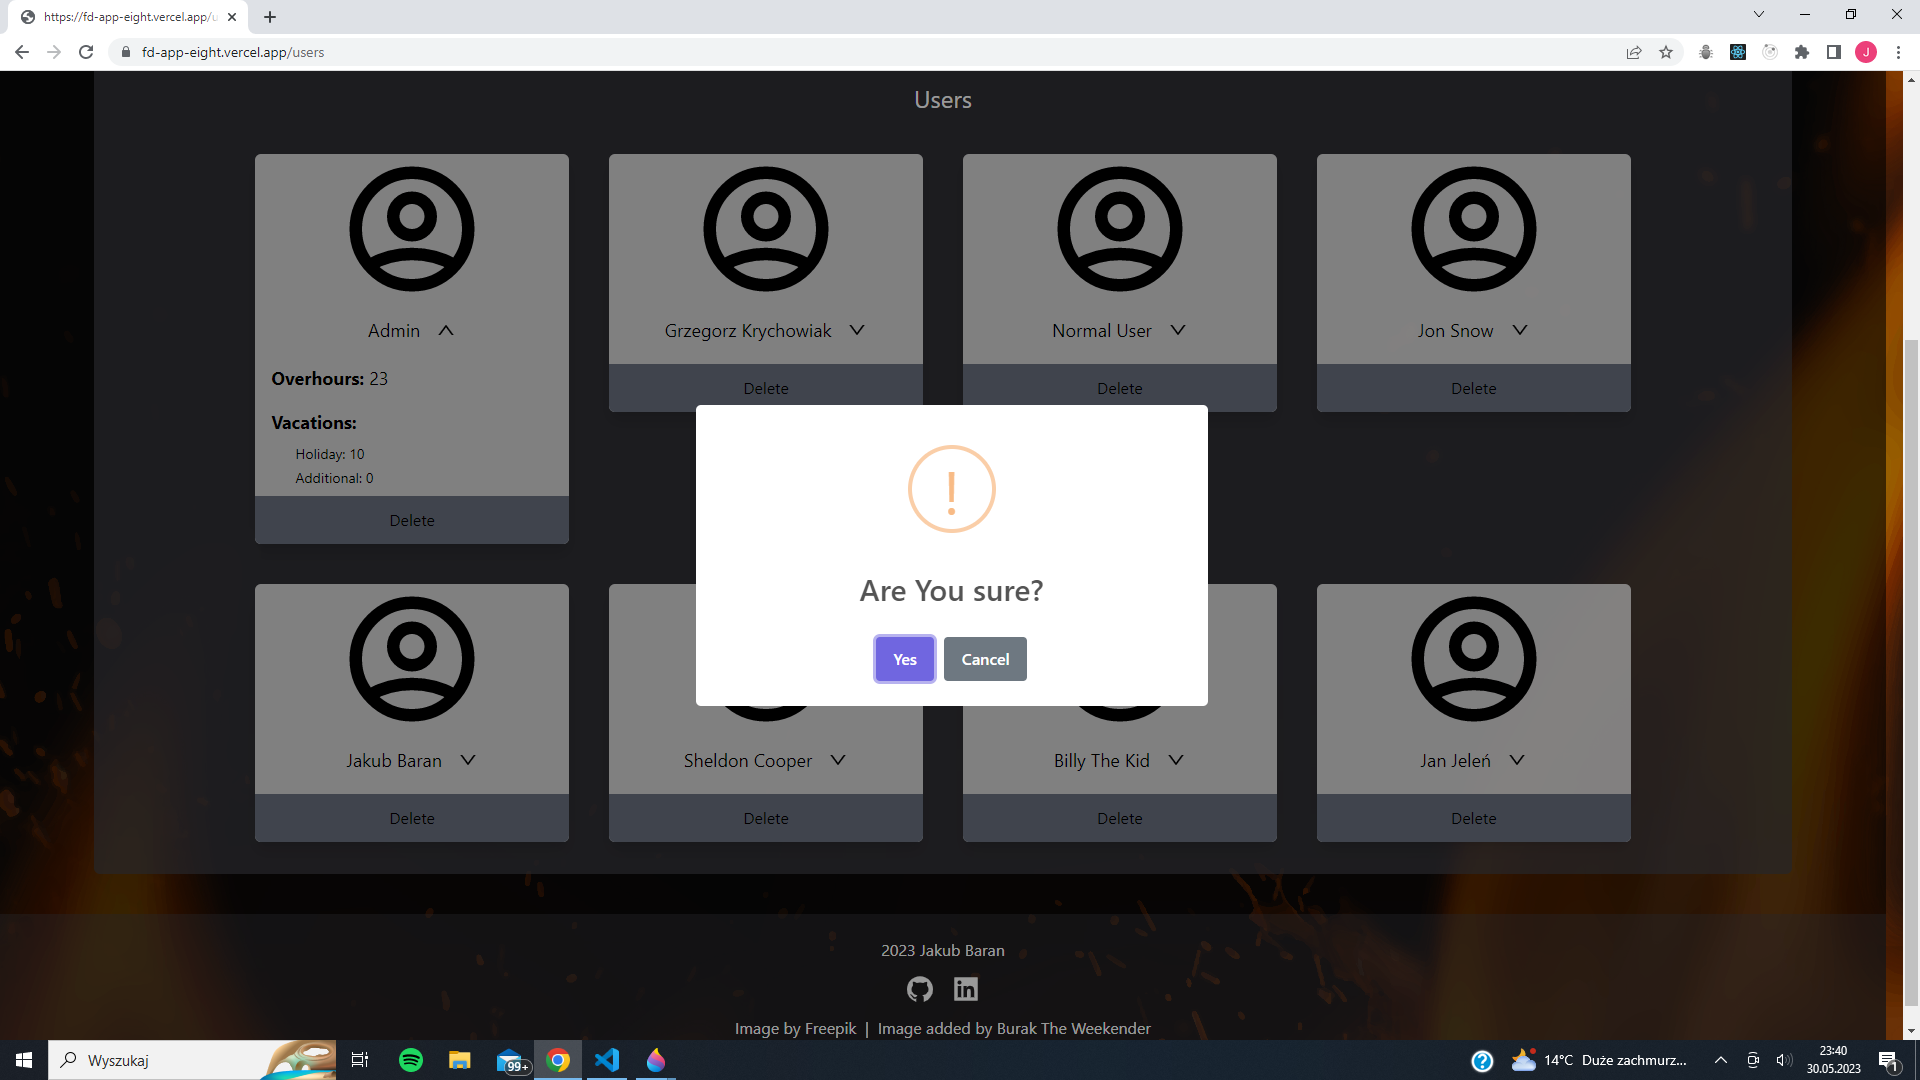 https://fd-app-eight.vercel.app/u
fd-app-eight.vercel.app/users
J
Users
Admin
Grzegorz Krychowiak
Normal User
Jon Snow
Overhours: 23
Vacations:
Holiday: 10
Additional: 0
Delete
Delete
Delete
Delete
!
Are You sure?
Yes
Cancel
Jakub Baran
Sheldon Cooper
Billy The Kid
Jan Jeleń
Delete
Delete
Delete
Delete
2023 Jakub Baran
in
Image by Freepik | Image added by Burak The Weekender
Wyszukaj
99+
?
14°C Duże zachmurz...
23:40
30.05.2023
1